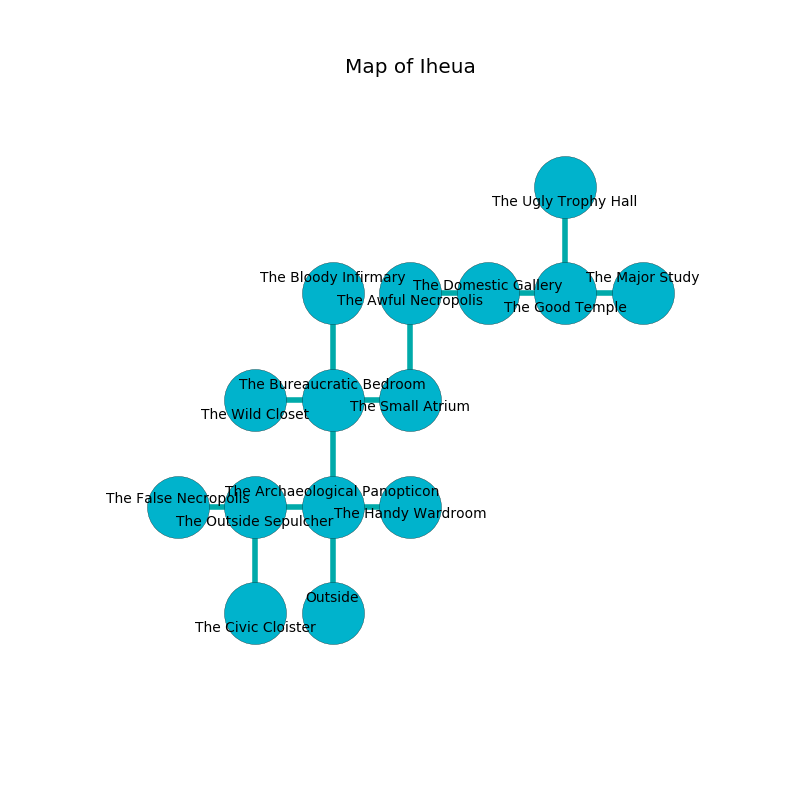 Map of Iheua
The Ugly Trophy Hall
The Bloody Infirmary
The Major Study
The Domestic Gallery
The Awful Necropolis
The Good Temple
The Bureaucratic Bedroom
The Small Atrium
The Wild Closet
The Archaeological Panopticon
The False Necropolis
The Handy Wardroom
The Outside Sepulcher
Outside
The Civic Cloister